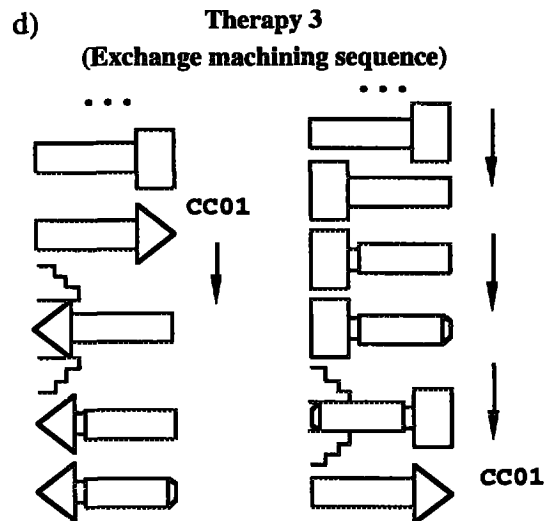 d)
Therapy 3
(Exchange machining sequence)
• • •
• • •
CC01
CC01